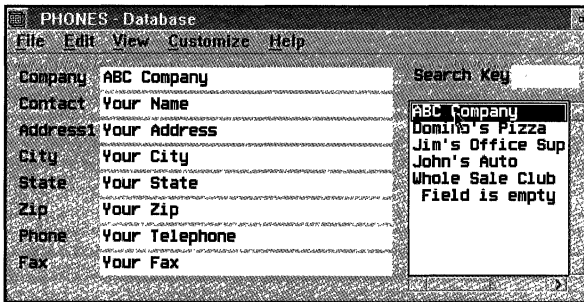 PHONES - Database
File Edit View Customize Help
Company ABC Company
Contact Your Name
Address1 Your Address
City Your City
State Your State
Zip Your Zip
Phone Your Telephone
Fax Your Fax
Search Key
ABC Company
Domino's Pizza
Jim's Office Sup
John's Auto
Whole Sale Club
Field is empty